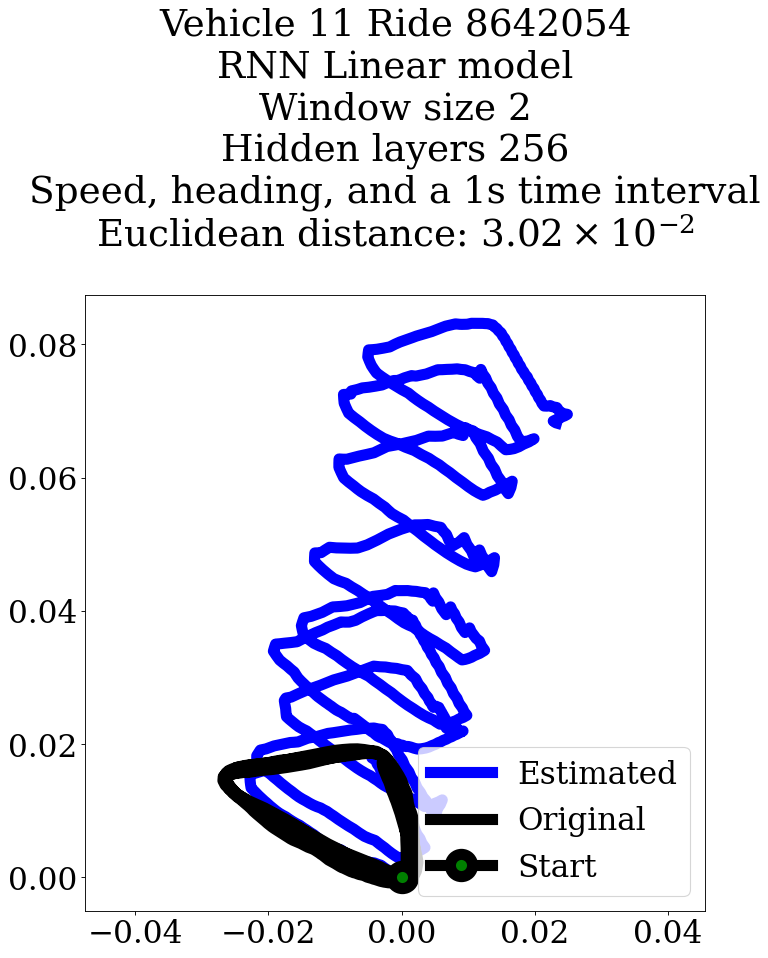 Vehicle 11 Ride 8642054
RNN Linear model
Window size 2
Hidden layers 256
Speed, heading, and a 1s time interval
Euclidean distance: 3.02 × 10⁻²
0.08
0.06
0.04
0.02
0.00
Estimated
Original
Start
−0.04 −0.02 0.00 0.02 0.04